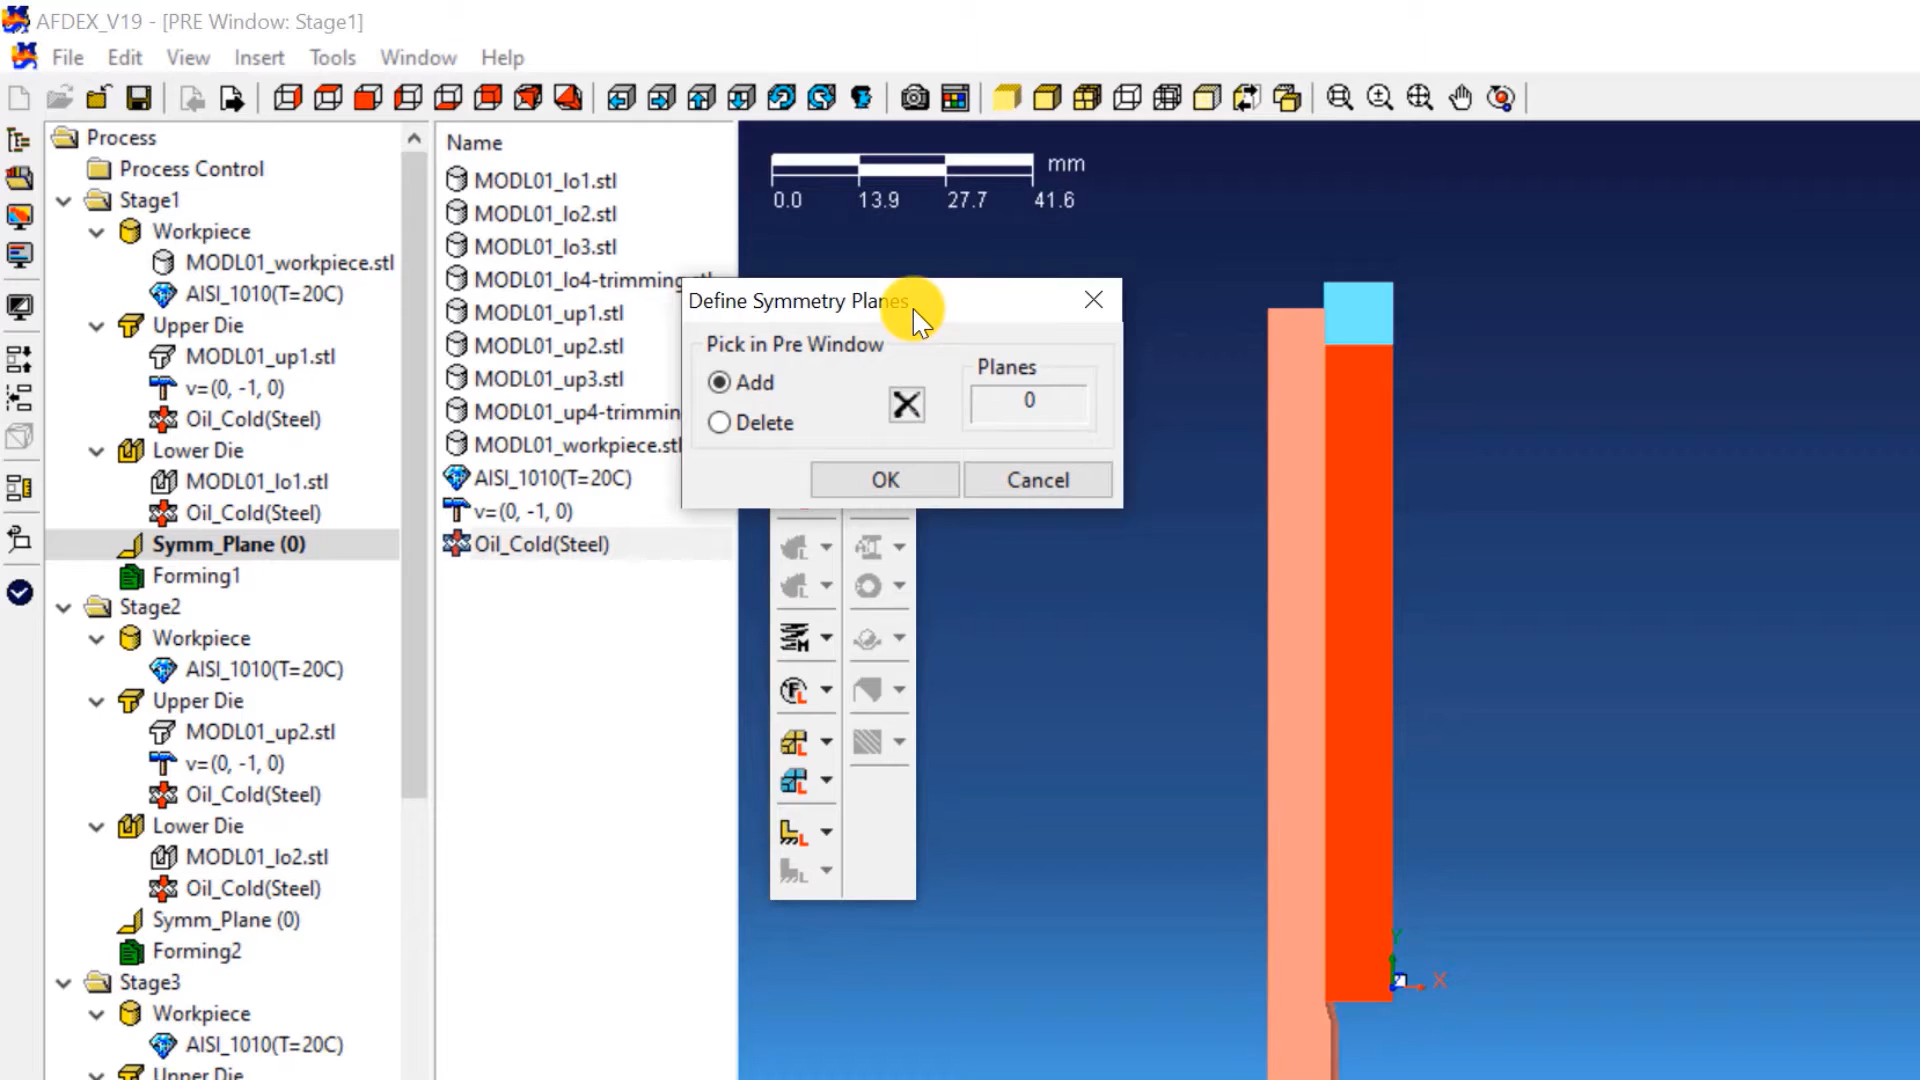 AFDEX_V19 - [PRE Window: Stage1]
File Edit View Insert Tools Window Help
Process
Process Control
Stage1
Workpiece
MODL01_workpiece.stl
AISI_1010(T=20C)
Upper Die
MODL01_up1.stl
v=(0, -1, 0)
Oil_Cold(Steel)
Lower Die
MODL01_lo1.stl
Oil_Cold(Steel)
Symm_Plane (0)
Forming1
Stage2
Workpiece
AISI_1010(T=20C)
Upper Die
MODL01_up2.stl
v=(0, -1, 0)
Oil_Cold(Steel)
Lower Die
MODL01_lo2.stl
Oil_Cold(Steel)
Symm_Plane (0)
Forming2
Stage3
Workpiece
AISI_1010(T=20C)
Upper Die
Name
MODL01_lo1.stl
MODL01_lo2.stl
MODL01_lo3.stl
MODL01_lo4-trimming.stl
MODL01_up1.stl
MODL01_up2.stl
MODL01_up3.stl
MODL01_up4-trimmin
MODL01_workpiece.stl
AISI_1010(T=20C)
v=(0, -1, 0)
Oil_Cold(Steel)
mm
0.0 13.9 27.7 41.6
Define Symmetry Planes
Pick in Pre Window
Add
Delete
Planes
0
OK Cancel
Y
X